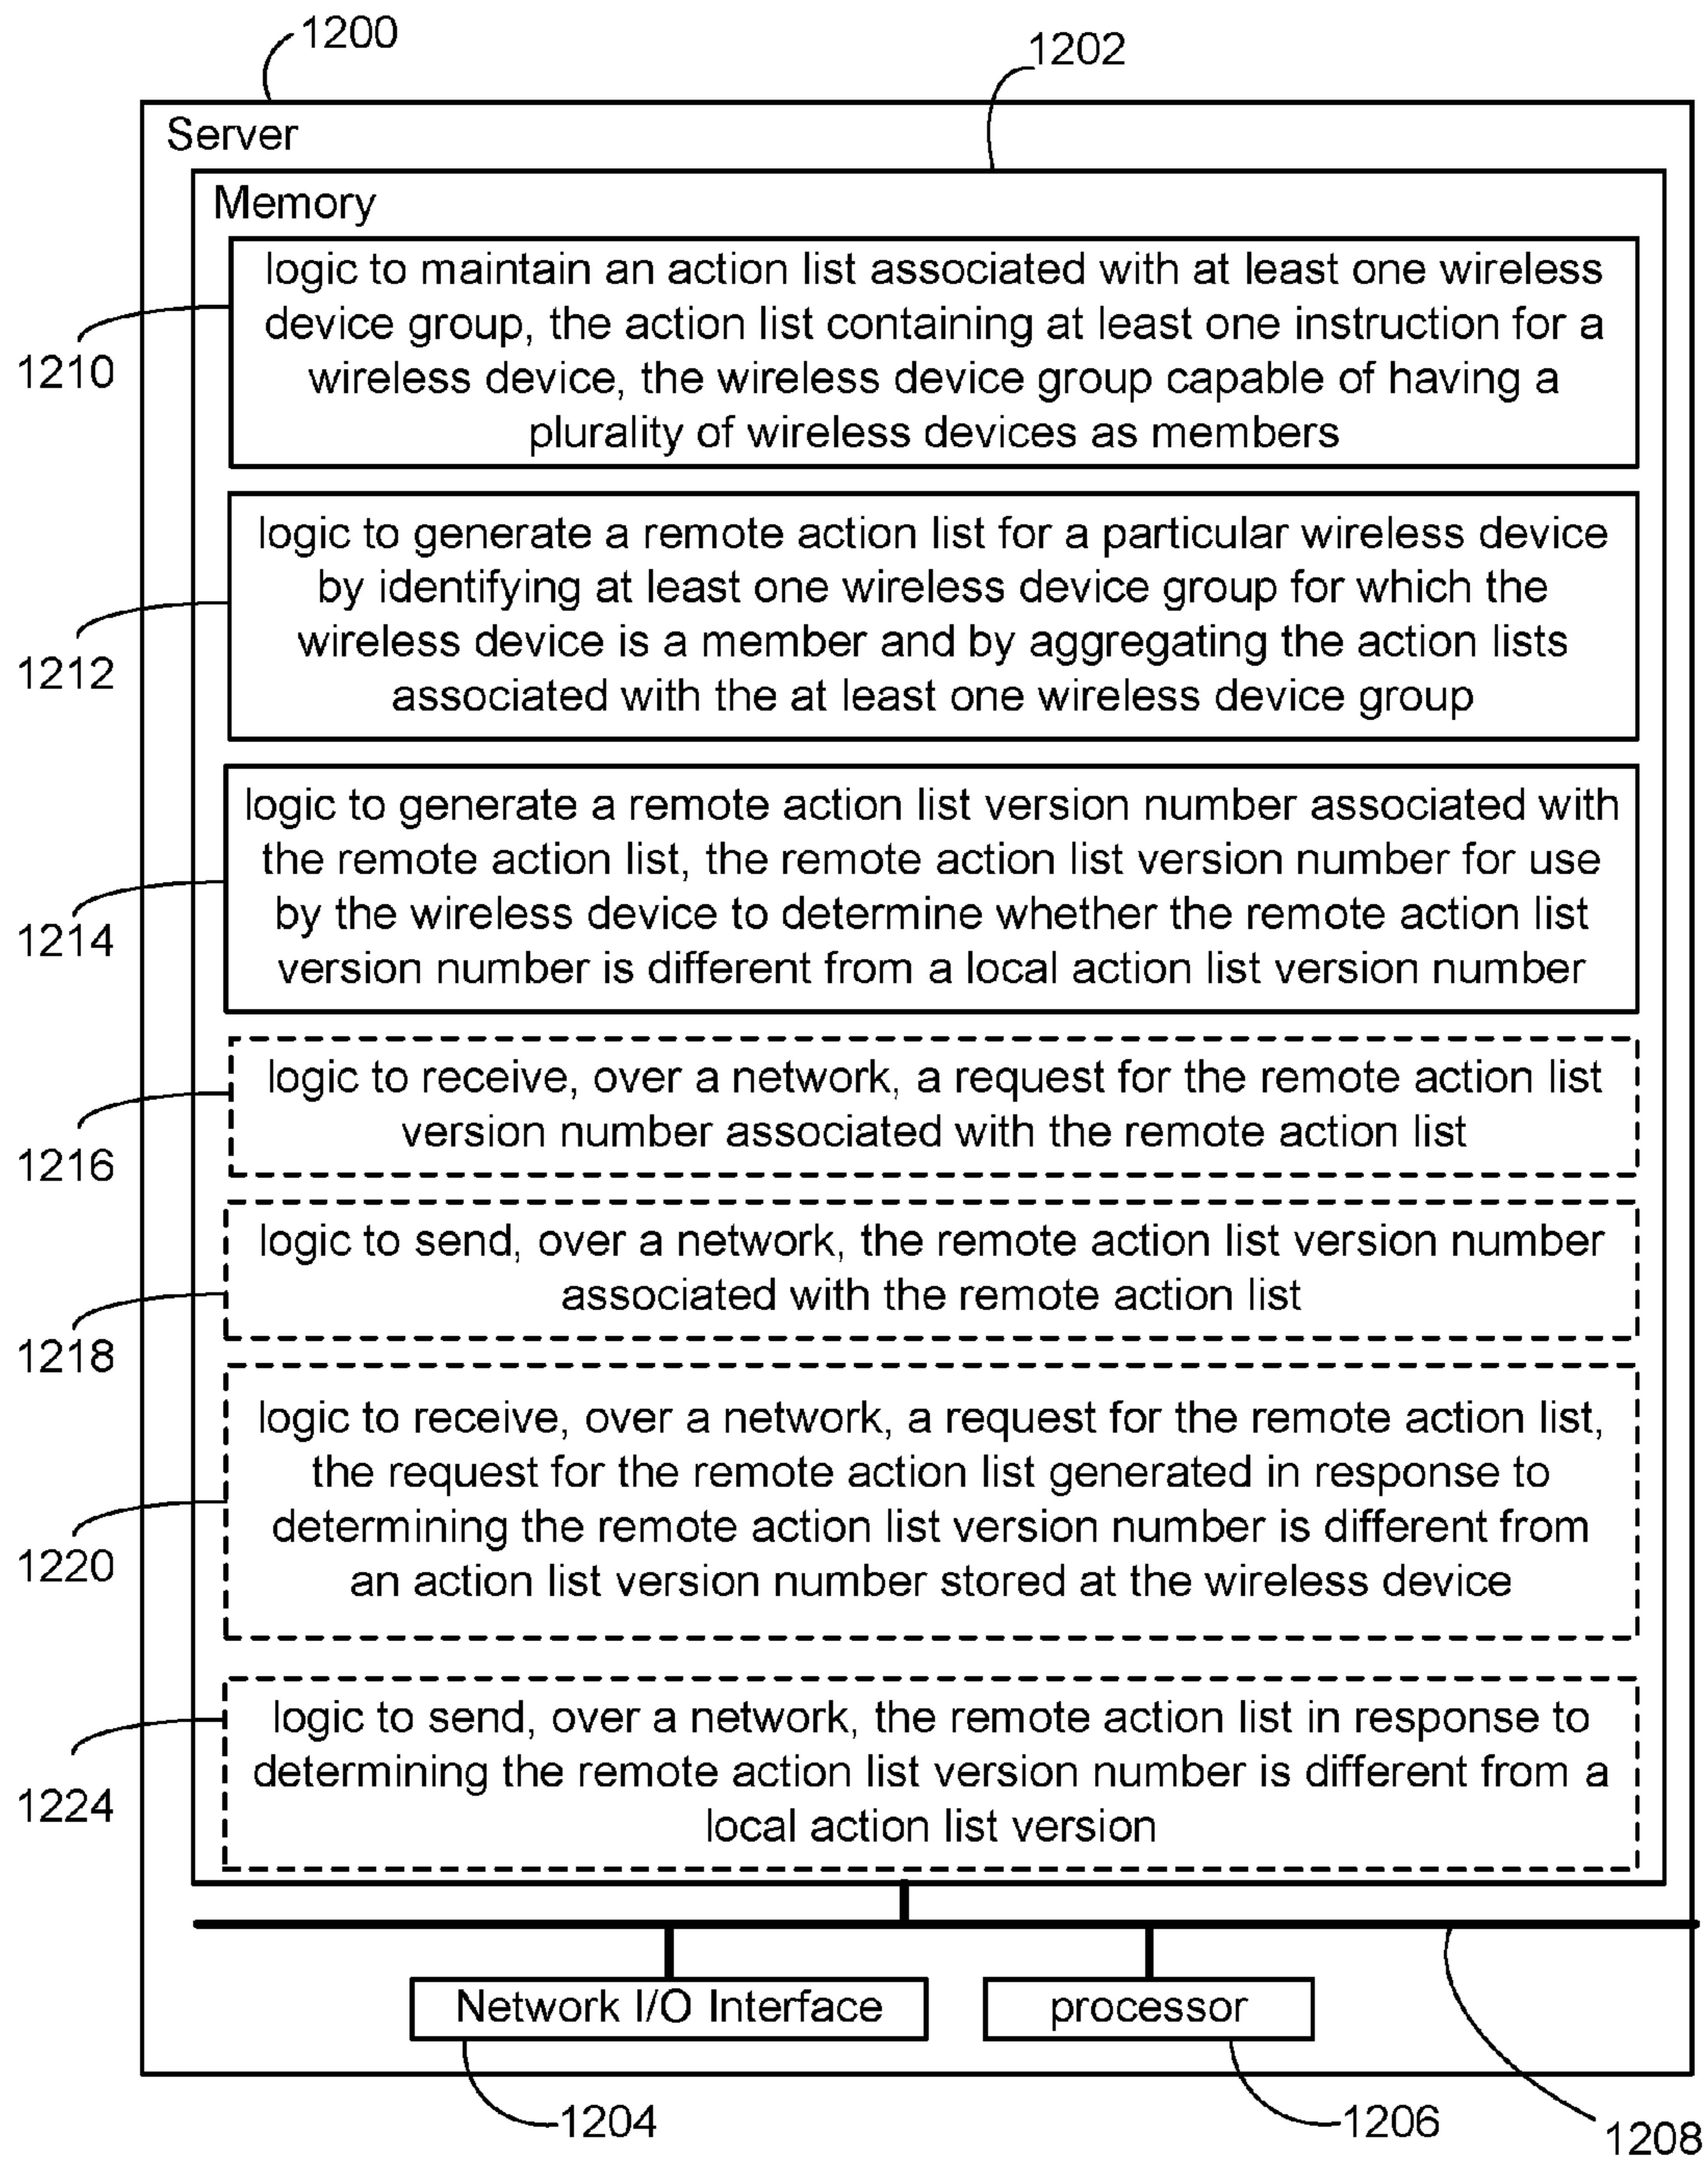 1200
1202
Server
Memory
logic to maintain an action list associated with at least one wireless
device group, the action list containing at least one instruction for a
wireless device, the wireless device group capable of having a
plurality of wireless devices as members
1210
logic to generate a remote action list for a particular wireless device
by identifying at least one wireless device group for which the
wireless device is a member and by aggregating the action lists
associated with the at least one wireless device group
1212
logic to generate a remote action list version number associated with
the remote action list, the remote action list version number for use
by the wireless device to determine whether the remote action list
version number is different from a local action list version number
1214
logic to receive, over a network, a request for the remote action list
version number associated with the remote action list
1216
logic to send, over a network, the remote action list version number
associated with the remote action list
1218
logic to receive, over a network, a request for the remote action list,
the request for the remote action list generated in response to
determining the remote action list version number is different from
an action list version number stored at the wireless device
1220
logic to send, over a network, the remote action list in response to
determining the remote action list version number is different from a
local action list version
1224
Network I/O Interface
processor
1204
1206
1208